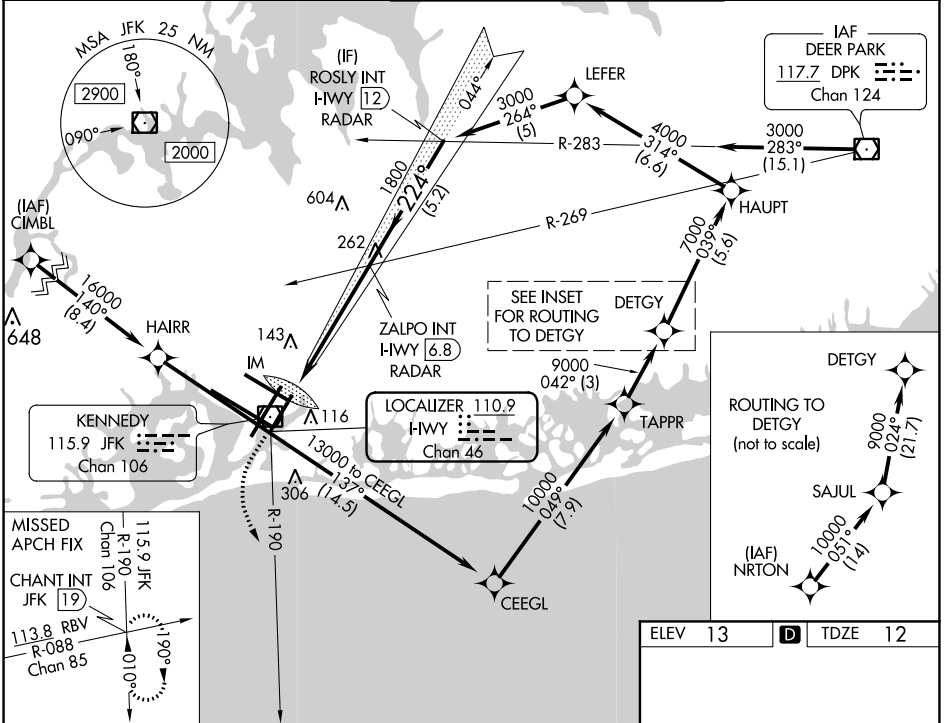 MSA JFK 25 NM
180°
2900
090°
2000
(IF)
ROSLY INT
I-IWY 12
RADAR
044°
3000
264°
(5)
LEFER
IAF
DEER PARK
117.7 DPK
Chan 124
R-283
4000
314°
(6.6)
3000
283°
(15.1)
HAUPT
1800
224°
(5.2)
604
R-269
262
(IAF)
CIMBL
16000
140°
(8.4)
648
HAIRR
143
IM
ZALPO INT
I-IWY 6.8
RADAR
7000
039°
(5.6)
SEE INSET
FOR ROUTING
TO DETGY
DETGY
9000
042° (3)
TAPPR
KENNEDY
115.9 JFK
Chan 106
116
LOCALIZER 110.9
I-IWY
Chan 46
13000 to CEEGL
137°
(14.5)
306
R-190
10000
049°
(7.9)
CEEGL
DETGY
ROUTING TO
DETGY
(not to scale)
9000
024°
(21.7)
SAJUL
10000
051°
(14)
(IAF)
NRTON
MISSED
APCH FIX
115.9 JFK
R-190
Chan 106
CHANT INT
JFK 19
113.8 RBV
R-088
Chan 85
190°
010°
ELEV 13 D TDZE 12